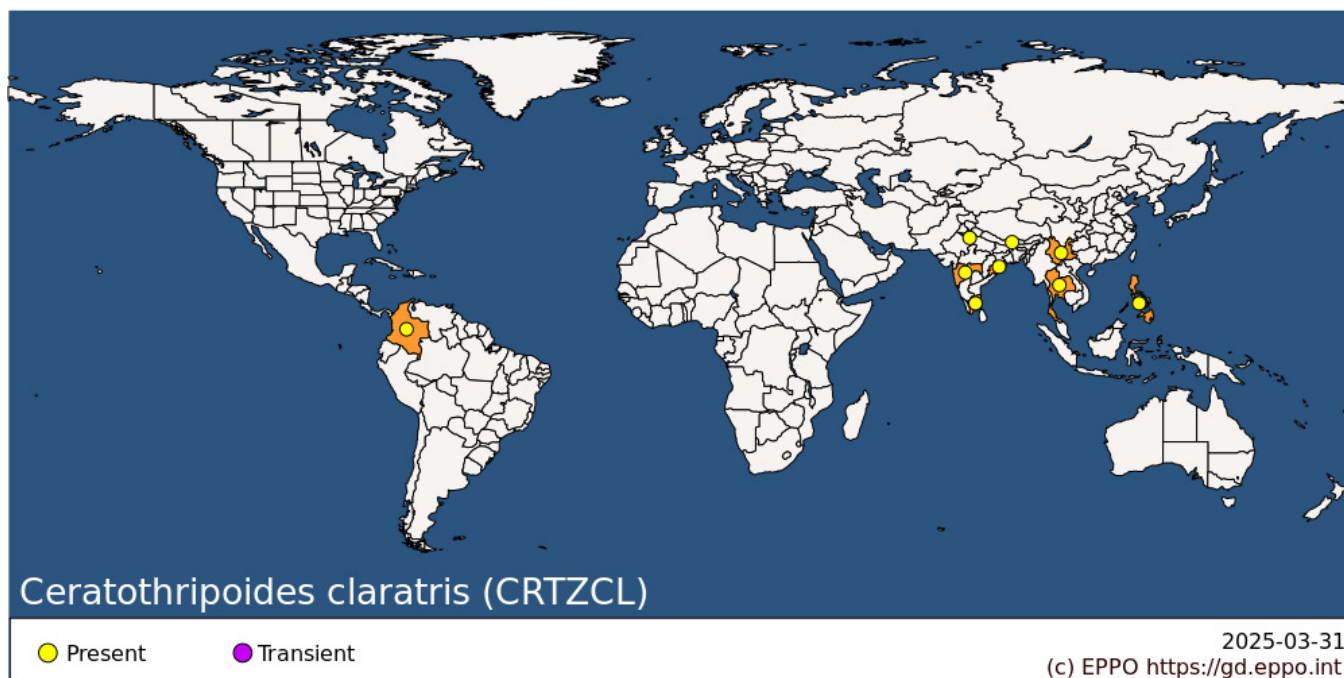 Ceratothripoides claratris (CRTZCL)
Present
Transient
2025-03-31
(c) EPPO https://gd.eppo.int